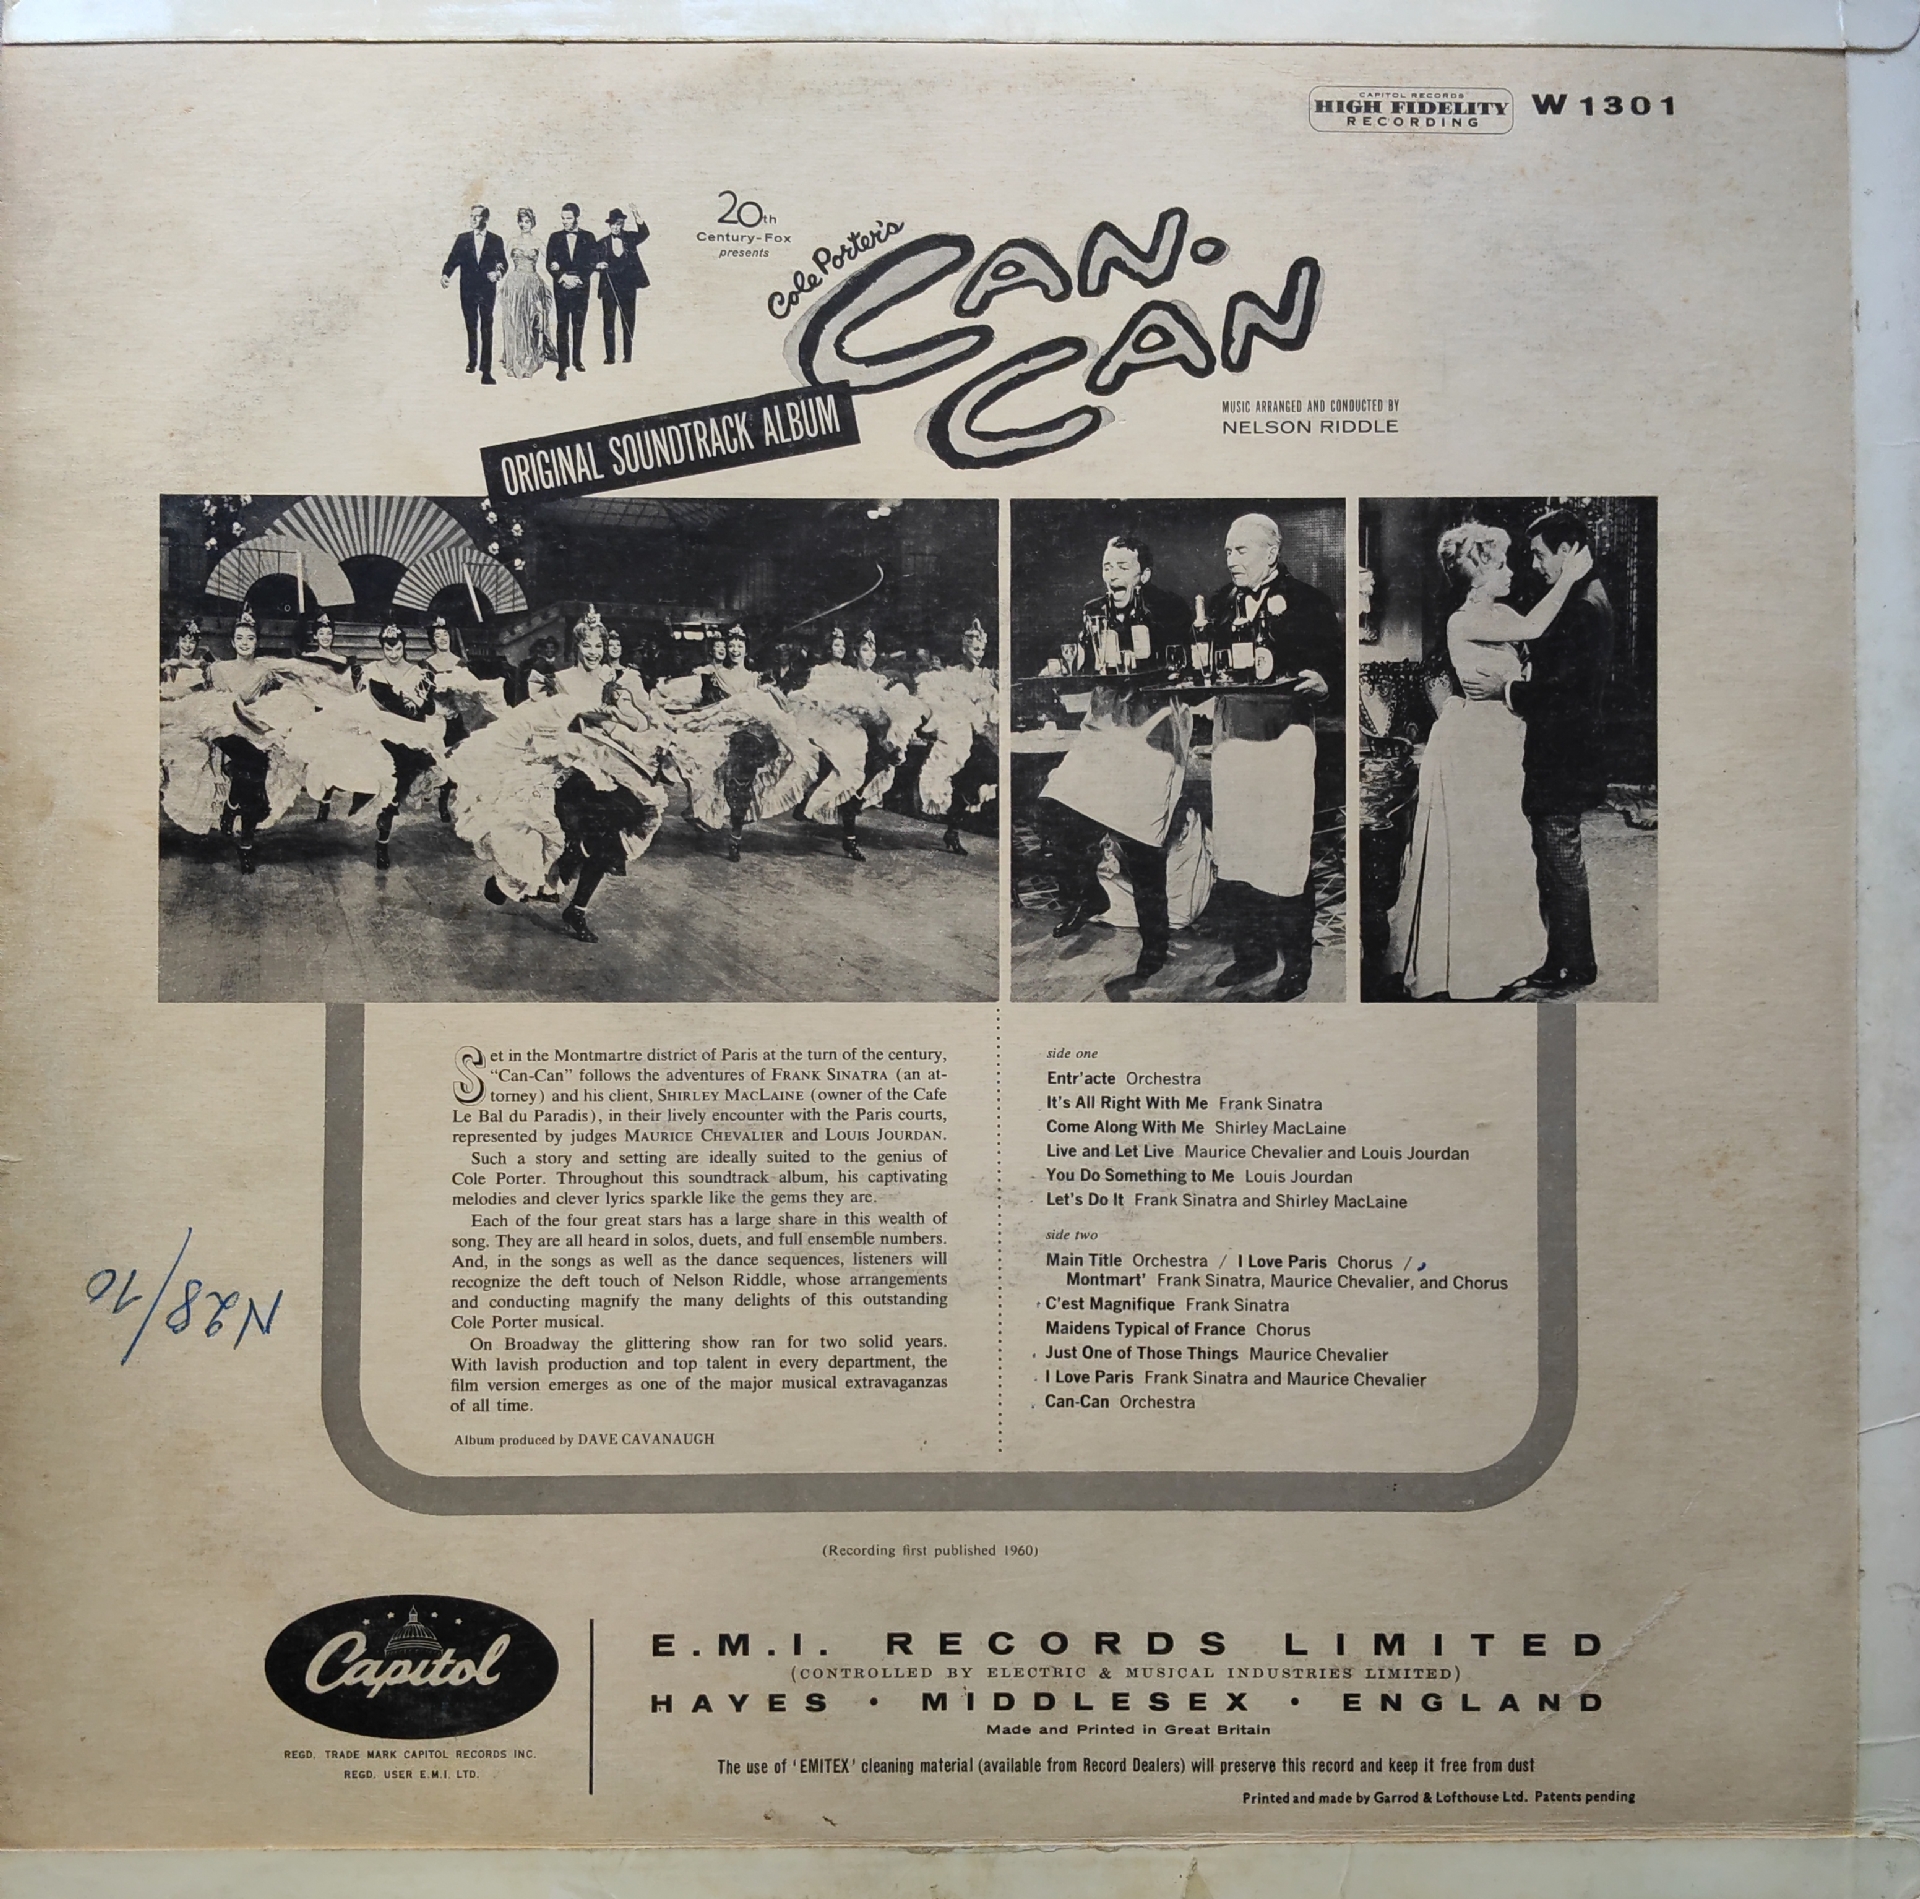 CAPITOL RECORDS
HIGH FIDELITY
RECORDING
W 1301
20th
Century-Fox
presents
Cole Porter's
CAN·
CAN
ORIGINAL SOUNDTRACK ALBUM
MUSIC ARRANGED AND CONDUCTED BY
NELSON RIDDLE
Set in the Montmartre district of Paris at the turn of the century,
"Can-Can" follows the adventures of FRANK SINATRA (an at-
torney) and his client, SHIRLEY MACLAINE (owner of the Cafe
Le Bal du Paradis), in their lively encounter with the Paris courts,
represented by judges MAURICE CHEVALIER and LOUIS JOURDAN.
Such a story and setting are ideally suited to the genius of
Cole Porter. Throughout this soundtrack album, his captivating
melodies and clever lyrics sparkle like the gems they are.
Each of the four great stars has a large share in this wealth of
song. They are all heard in solos, duets, and full ensemble numbers.
And, in the songs as well as the dance sequences, listeners will
recognize the deft touch of Nelson Riddle, whose arrangements
and conducting magnify the many delights of this outstanding
Cole Porter musical.
On Broadway the glittering show ran for two solid years.
With lavish production and top talent in every department, the
film version emerges as one of the major musical extravaganzas
of all time.
Album produced by DAVE CAVANAUGH
side one
Entr'acte Orchestra
It's All Right With Me Frank Sinatra
Come Along With Me Shirley MacLaine
Live and Let Live Maurice Chevalier and Louis Jourdan
You Do Something to Me Louis Jourdan
Let's Do It Frank Sinatra and Shirley MacLaine
side two
Main Title Orchestra / I Love Paris Chorus /
Montmart' Frank Sinatra, Maurice Chevalier, and Chorus
C'est Magnifique Frank Sinatra
Maidens Typical of France Chorus
Just One of Those Things Maurice Chevalier
I Love Paris Frank Sinatra and Maurice Chevalier
Can-Can Orchestra
N28/10
(Recording first published 1960)
Capitol
REGD. TRADE MARK CAPITOL RECORDS INC.
REGD. USER E.M.I. LTD.
E.M.I. RECORDS LIMITED
(CONTROLLED BY ELECTRIC & MUSICAL INDUSTRIES LIMITED)
HAYES • MIDDLESEX • ENGLAND
Made and Printed in Great Britain
The use of 'EMITEX' cleaning material (available from Record Dealers) will preserve this record and keep it free from dust
Printed and made by Garrod & Lofthouse Ltd. Patents pending